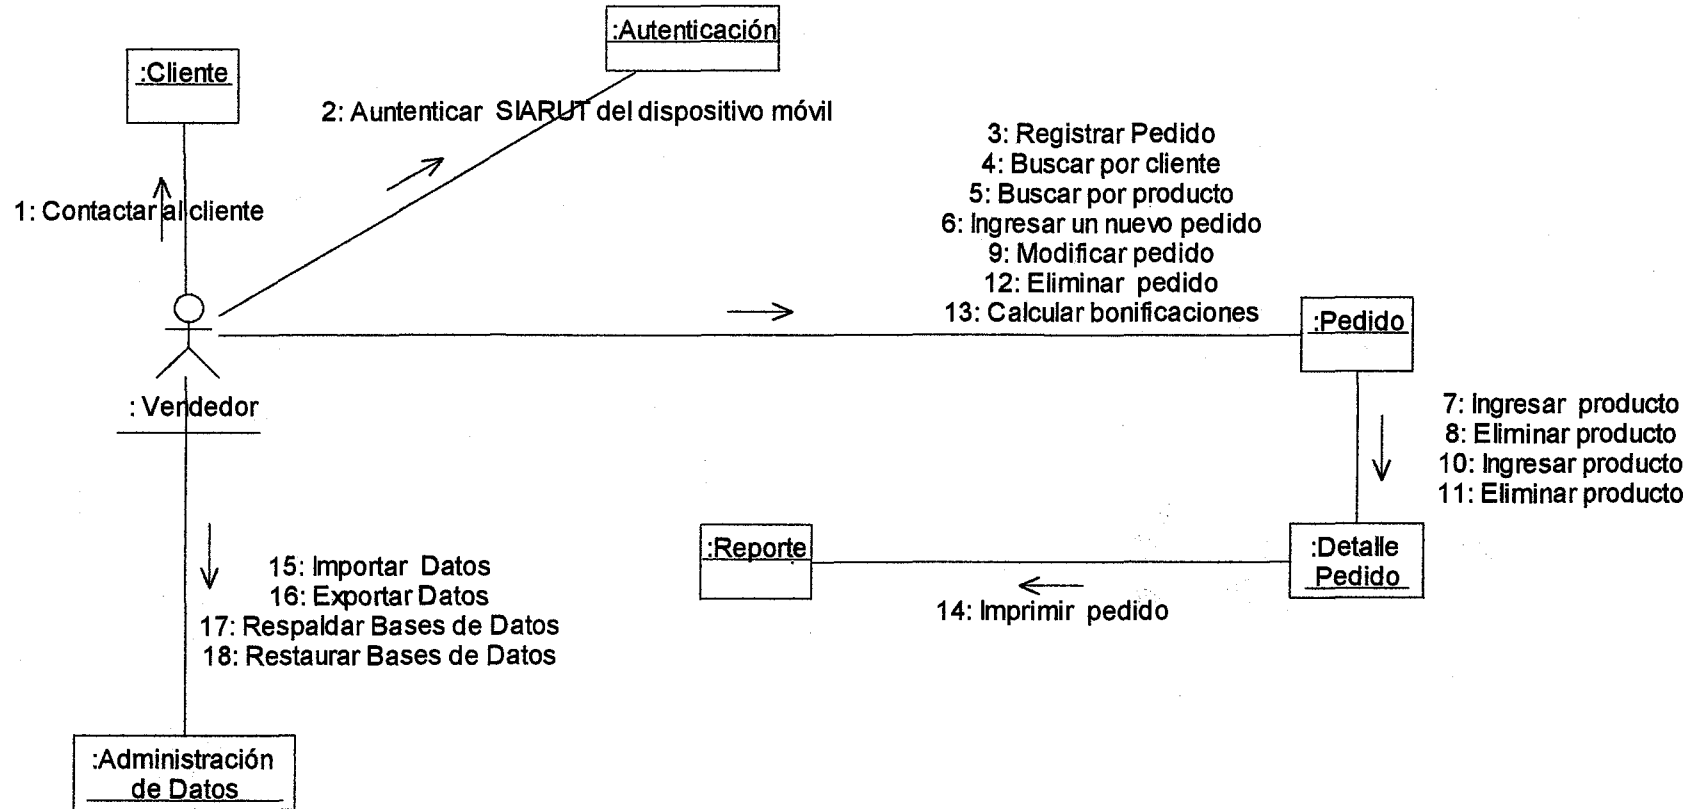 :Autenticación
:Cliente
2: Auntenticar SIARUT del dispositivo móvil
3: Registrar Pedido
4: Buscar por cliente
5: Buscar por producto
6: Ingresar un nuevo pedido
9: Modificar pedido
12: Eliminar pedido
13: Calcular bonificaciones
1: Contactar al cliente
:Pedido
: Vendedor
7: Ingresar producto
8: Eliminar producto
10: Ingresar producto
11: Eliminar producto
:Reporte
:Detalle
Pedido
14: Imprimir pedido
15: Importar Datos
16: Exportar Datos
17: Respaldar Bases de Datos
18: Restaurar Bases de Datos
:Administración
de Datos